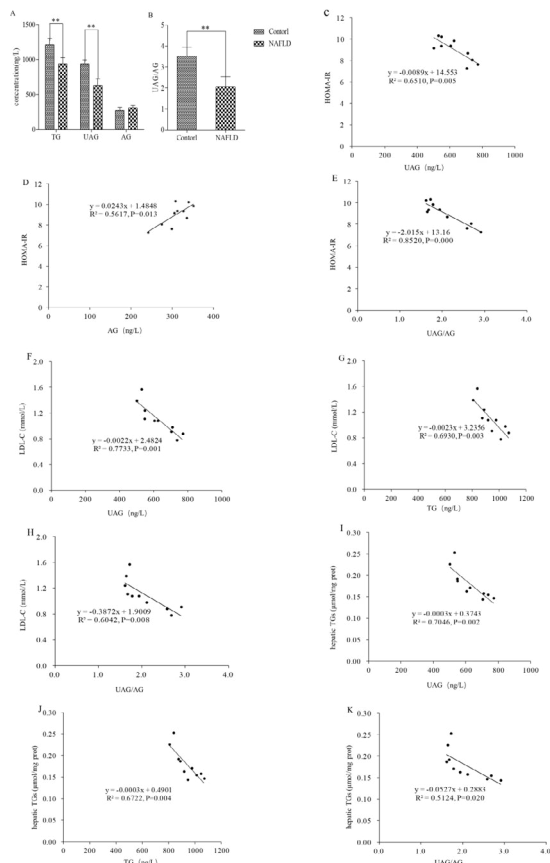 A
B
C
**
**
**
Contorl
NAFLD
concentration(ng/L)
1500
1000
500
0
TG
UAG
AG
UAG/AG
5
4
3
2
1
0
Contorl
NAFLD
HOMA-IR
12
10
8
6
4
2
0
y = -0.0089x + 14.553
R² = 0.6510, P=0.005
0
200
400
600
800
1000
UAG (ng/L)
D
HOMA-IR
12
10
8
6
4
2
0
y = 0.0243x + 1.4848
R² = 0.5617, P=0.013
0
100
200
300
400
AG (ng/L)
E
HOMA-IR
12
10
8
6
4
2
0
y = -2.015x + 13.16
R² = 0.8520, P=0.000
0.0
1.0
2.0
3.0
4.0
UAG/AG
F
LDL-C (mmol/L)
2.0
1.6
1.2
0.8
0.4
0.0
y = -0.0022x + 2.4824
R² = 0.7733, P=0.001
0
200
400
600
800
1000
UAG (ng/L)
G
LDL-C (mmol/L)
2.0
1.6
1.2
0.8
0.4
0.0
y = -0.0023x + 3.2356
R² = 0.6930, P=0.003
0
200
400
600
800
1000
1200
TG (ng/L)
H
LDL-C (mmol/L)
2.0
1.6
1.2
0.8
0.4
0.0
y = -0.3872x + 1.9009
R² = 0.6042, P=0.008
0.0
1.0
2.0
3.0
4.0
UAG/AG
I
hepatic TGs (μmol/mg prot)
0.30
0.25
0.20
0.15
0.10
0.05
0.00
y = -0.0003x + 0.3743
R² = 0.7046, P=0.002
0
200
400
600
800
1000
UAG (ng/L)
J
hepatic TGs (μmol/mg prot)
0.30
0.25
0.20
0.15
0.10
0.05
0.00
y = -0.0003x + 0.4901
R² = 0.6722, P=0.004
0
200
400
600
800
1000
1200
TG (ng/L)
K
hepatic TGs (μmol/mg prot)
0.30
0.25
0.20
0.15
0.10
0.05
0.00
y = -0.0527x + 0.2883
R² = 0.5124, P=0.020
0.0
1.0
2.0
3.0
4.0
UAG/AG